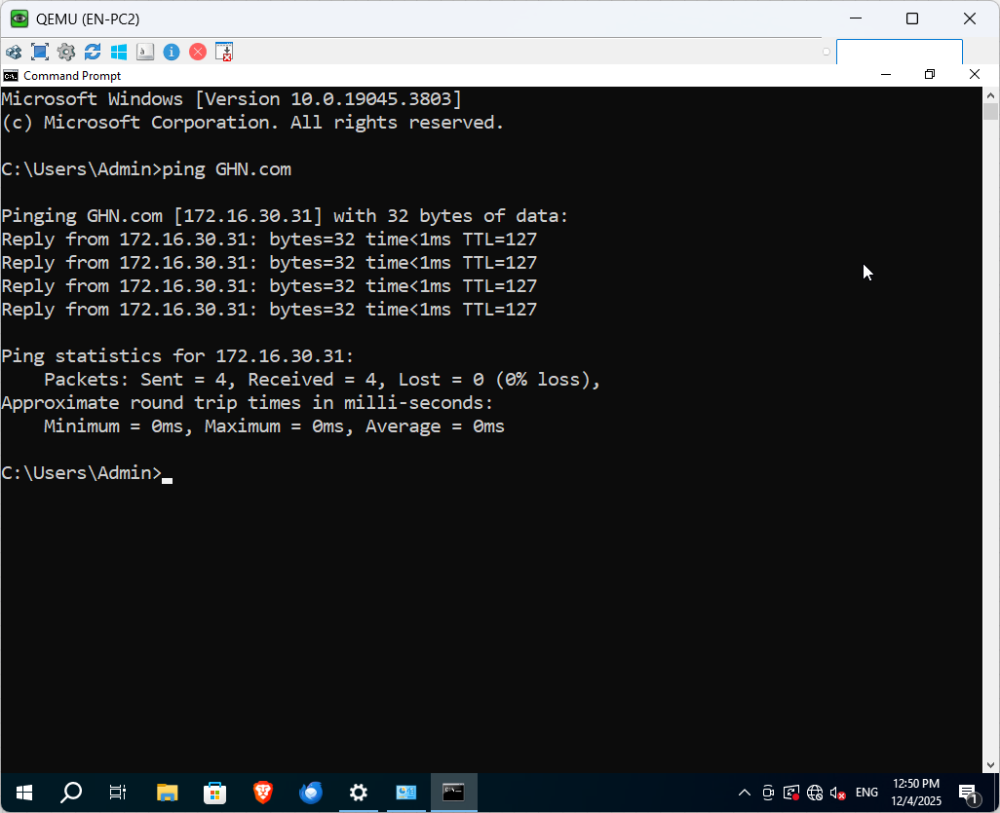 QEMU (EN-PC2)
Command Prompt
Microsoft Windows [Version 10.0.19045.3803]
(c) Microsoft Corporation. All rights reserved.
C:\Users\Admin>ping GHN.com
Pinging GHN.com [172.16.30.31] with 32 bytes of data:
Reply from 172.16.30.31: bytes=32 time<1ms TTL=127
Reply from 172.16.30.31: bytes=32 time<1ms TTL=127
Reply from 172.16.30.31: bytes=32 time<1ms TTL=127
Reply from 172.16.30.31: bytes=32 time<1ms TTL=127
Ping statistics for 172.16.30.31:
    Packets: Sent = 4, Received = 4, Lost = 0 (0% loss),
Approximate round trip times in milli-seconds:
    Minimum = 0ms, Maximum = 0ms, Average = 0ms
C:\Users\Admin>
ENG
12:50 PM
12/4/2025
1